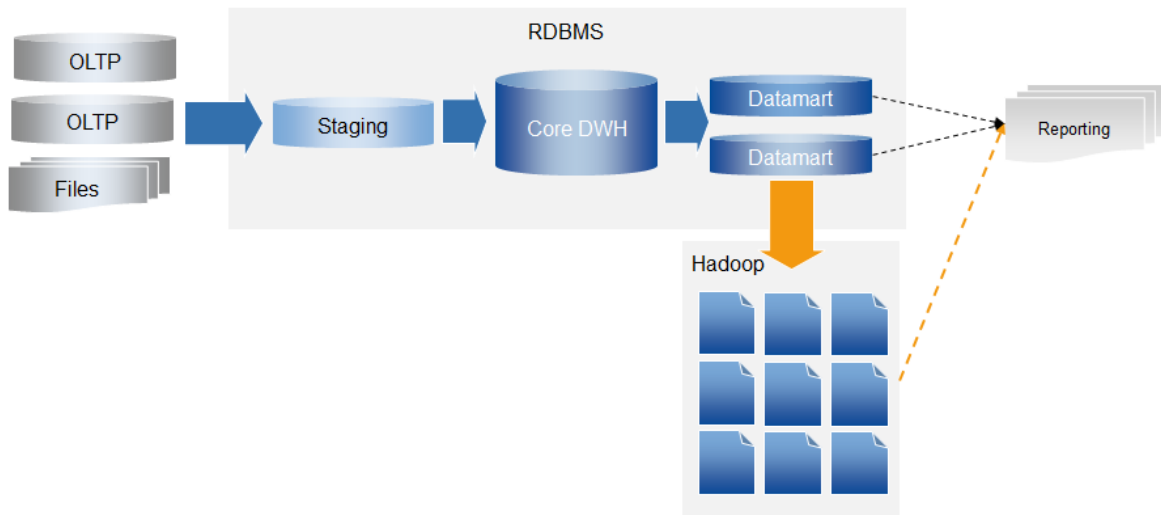 RDBMS
OLTP
OLTP
Files
Staging
Core DWH
Datamart
Datamart
Reporting
Hadoop